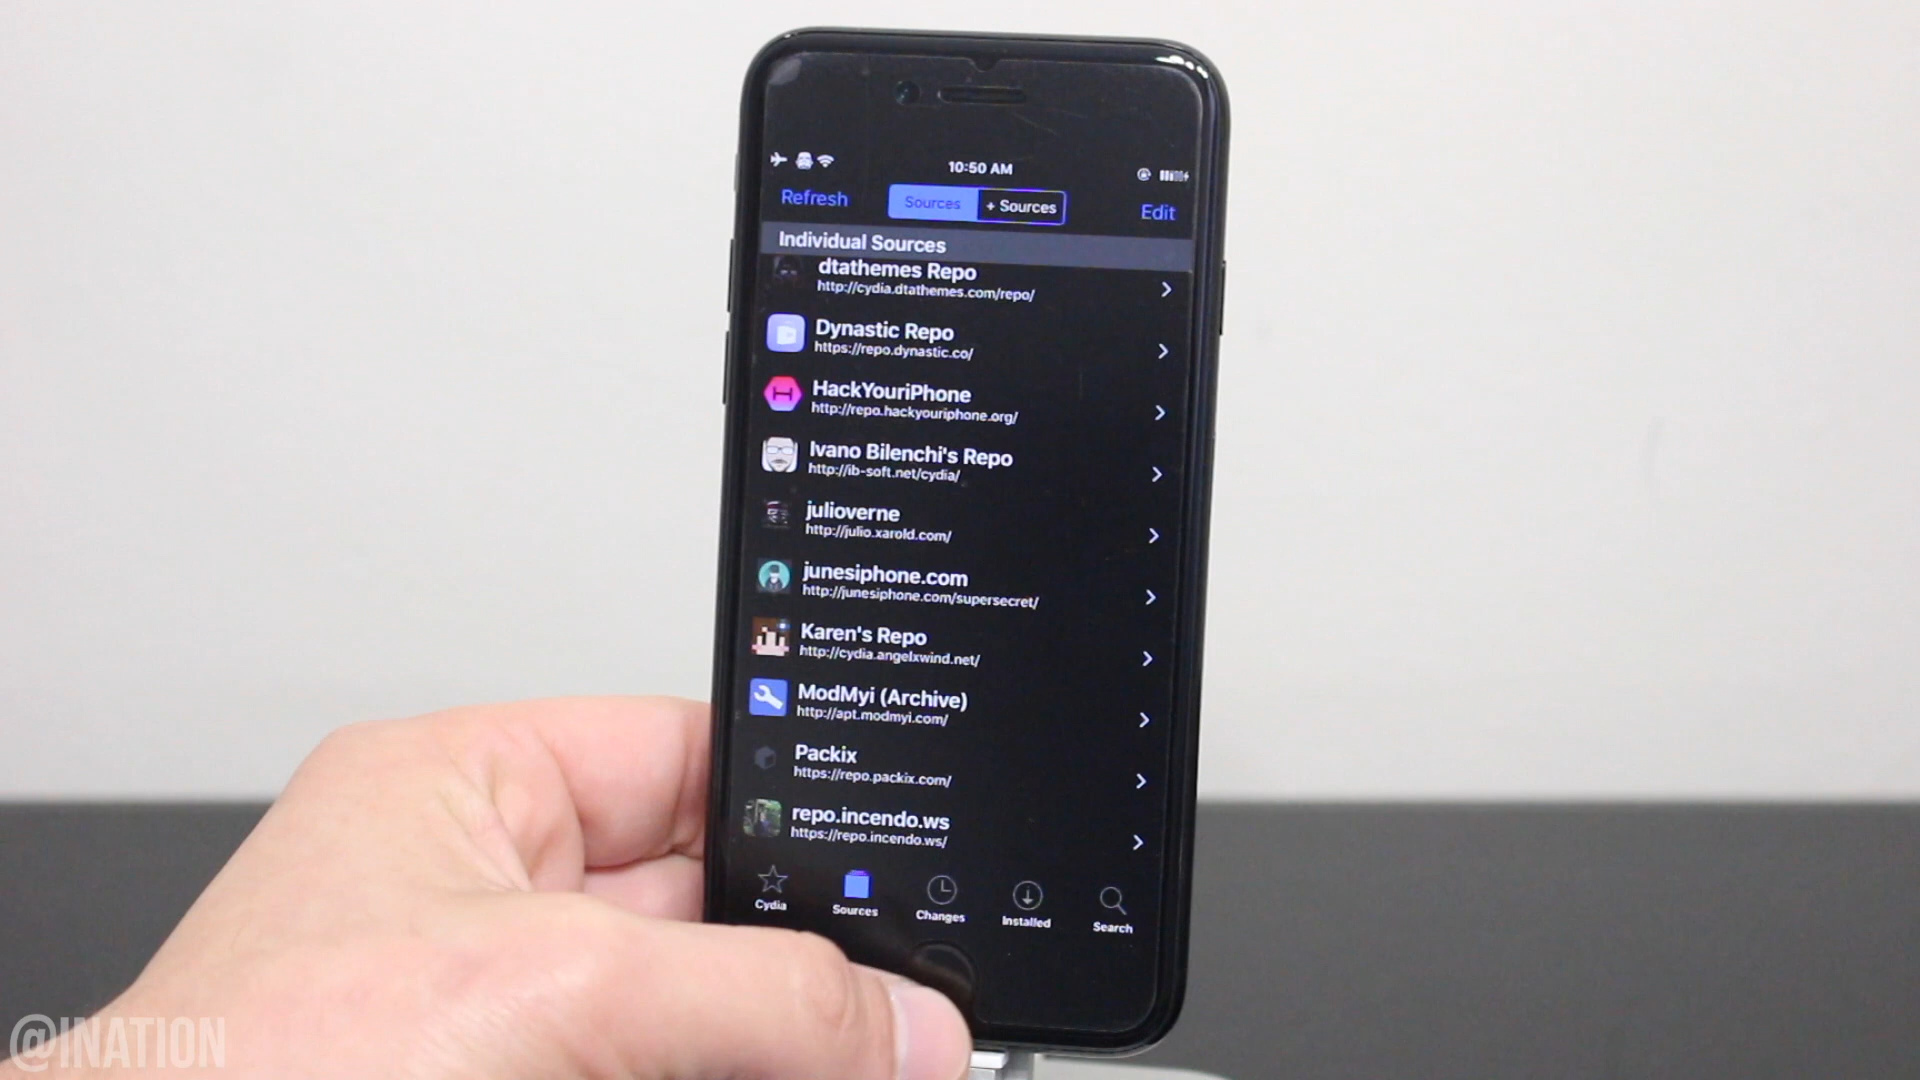 10:50 AM
Refresh
Sources
+ Sources
Edit
Individual Sources
dtathemes Repo
http://cydia.dtathemes.com/repo/
Dynastic Repo
https://repo.dynastic.co/
HackYouriPhone
http://repo.hackyouriphone.org/
Ivano Bilenchi's Repo
http://ib-soft.net/cydia/
julioverne
http://julio.xarold.com/
junesiphone.com
http://junesiphone.com/supersecret/
Karen's Repo
http://cydia.angelxwind.net/
ModMyi (Archive)
http://apt.modmyi.com/
Packix
https://repo.packix.com/
repo.incendo.ws
https://repo.incendo.ws/
Cydia
Sources
Changes
Installed
Search
@INATION